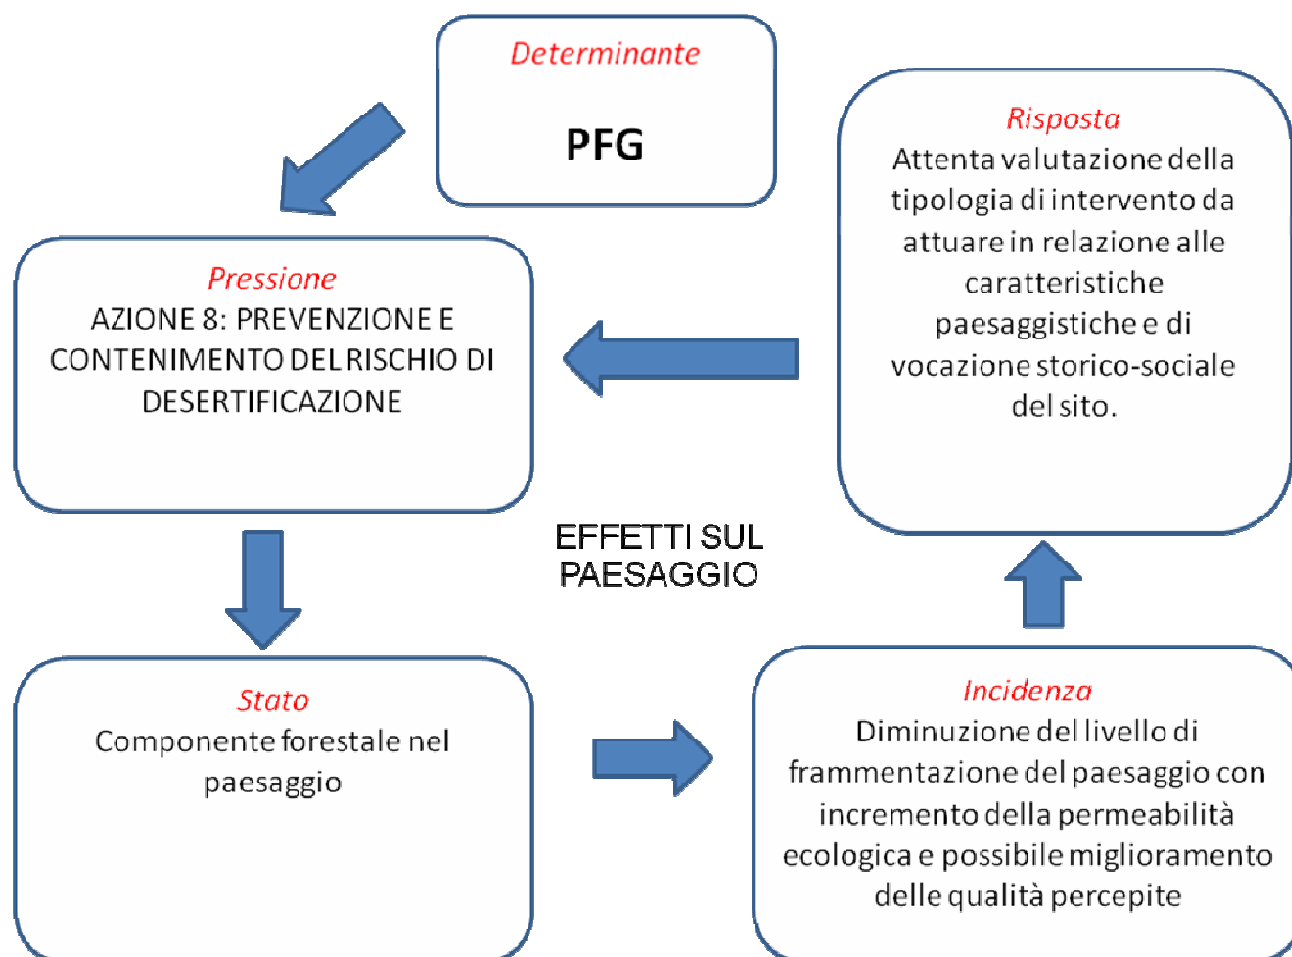 Determinante
PFG
Risposta
Attenta valutazione della
tipologia di intervento da
attuare in relazione alle
caratteristiche
paesaggistiche e di
vocazione storico-sociale
del sito.
Pressione
AZIONE 8: PREVENZIONE E
CONTENIMENTO DEL RISCHIO DI
DESERTIFICAZIONE
EFFETTI SUL
PAESAGGIO
Stato
Componente forestale nel
paesaggio
Incidenza
Diminuzione del livello di
frammentazione del paesaggio con
incremento della permeabilità
ecologica e possibile miglioramento
delle qualità percepite